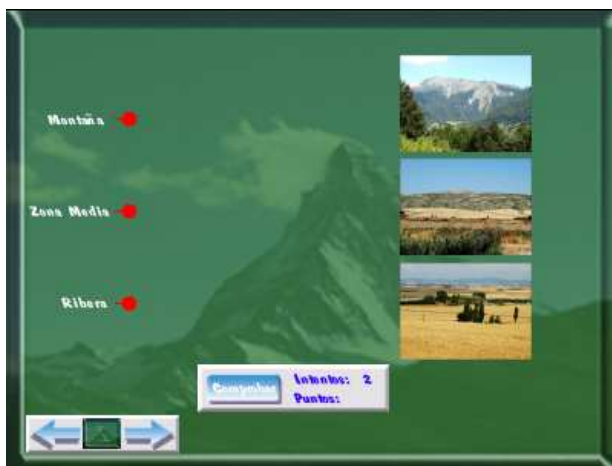 Montaña
Zona Media
Ribera
Comprobar
Intentos: 2
Puntos: